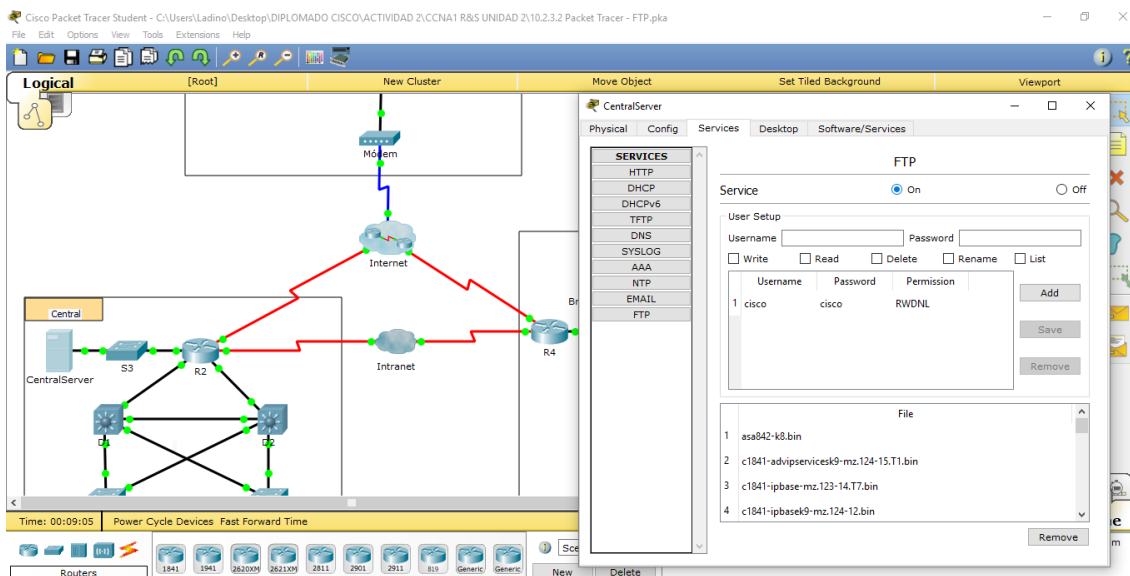 Cisco Packet Tracer Student - C:\Users\Ladino\Desktop\DIPLOMADO CISCO\ACTIVIDAD 2\CCNA1 R&S UNIDAD 2\10.2.3.2 Packet Tracer - FTP.pka
File Edit Options View Tools Extensions Help
Logical [Root] New Cluster Move Object Set Tiled Background Viewport
Módem
Internet
Central
CentralServer
S3
R2
Intranet
Br
R4
D1
D2
CentralServer
Physical Config Services Desktop Software/Services
SERVICES
HTTP
DHCP
DHCPv6
TFTP
DNS
SYSLOG
AAA
NTP
EMAIL
FTP
FTP
Service On Off
User Setup
Username Password
Write Read Delete Rename List
Username Password Permission
1 cisco cisco RWDNL
Add
Save
Remove
File
1 asa842-k8.bin
2 c1841-advipservicesk9-mz.124-15.T1.bin
3 c1841-ipbase-mz.123-14.T7.bin
4 c1841-ipbasek9-mz.124-12.bin
Remove
Time: 00:09:05 Power Cycle Devices Fast Forward Time
Routers
1841 1941 2620XM 2621XM 2811 2901 2911 819 Generic Generic
Sce
New Delete